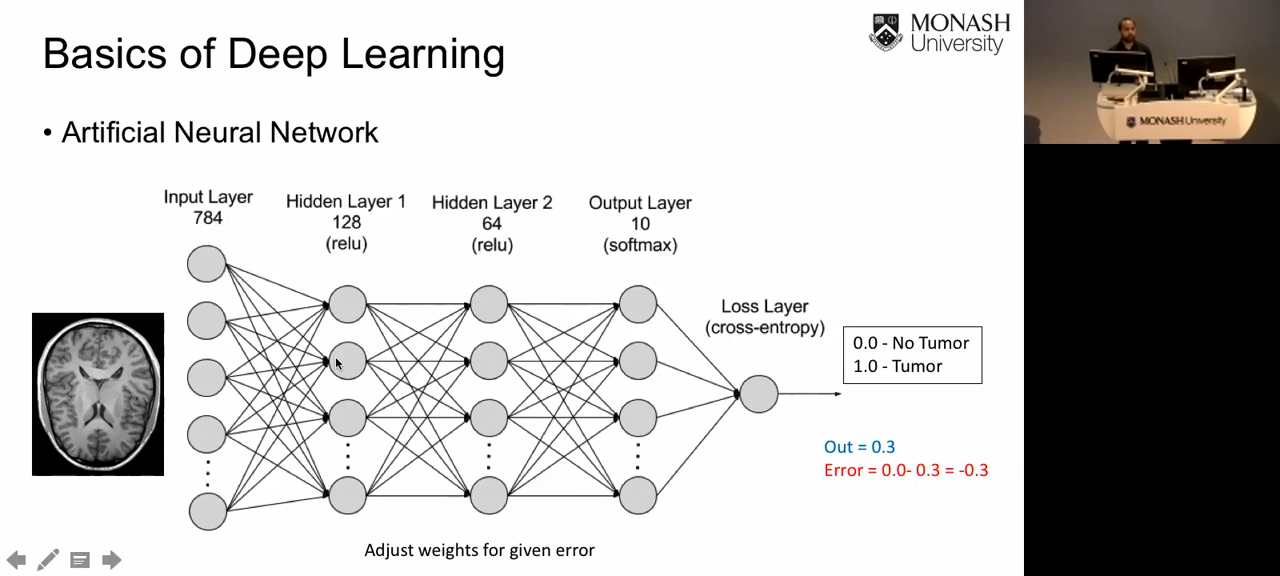 Basics of Deep Learning
MONASH
University
• Artificial Neural Network
Input Layer
784
Hidden Layer 1
128
(relu)
Hidden Layer 2
64
(relu)
Output Layer
10
(softmax)
Loss Layer
(cross-entropy)
0.0 - No Tumor
1.0 - Tumor
Out = 0.3
Error = 0.0- 0.3 = -0.3
Adjust weights for given error
MONASH University